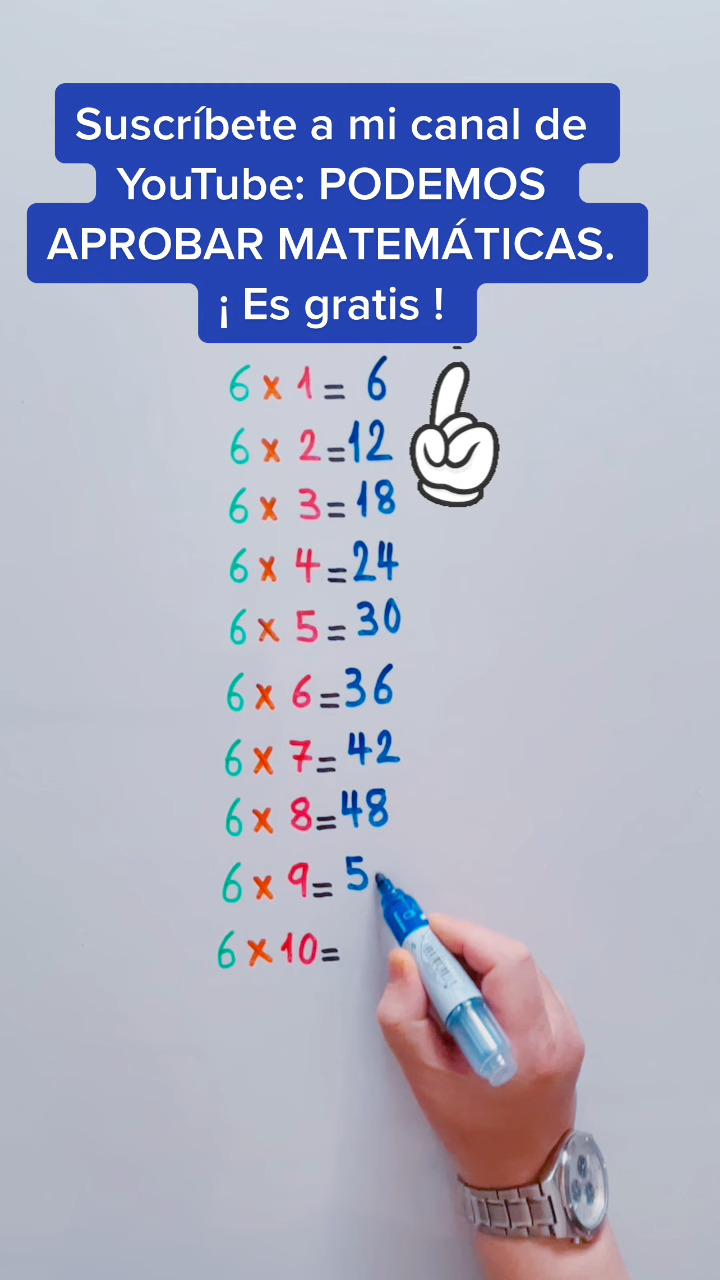 Suscríbete a mi canal de
YouTube: PODEMOS
APROBAR MATEMÁTICAS.
¡ Es gratis !
6 x 1 = 6
6 x 2 = 12
6 x 3 = 18
6 x 4 = 24
6 x 5 = 30
6 x 6 = 36
6 x 7 = 42
6 x 8 = 48
6 x 9 = 5
6 x 10 =